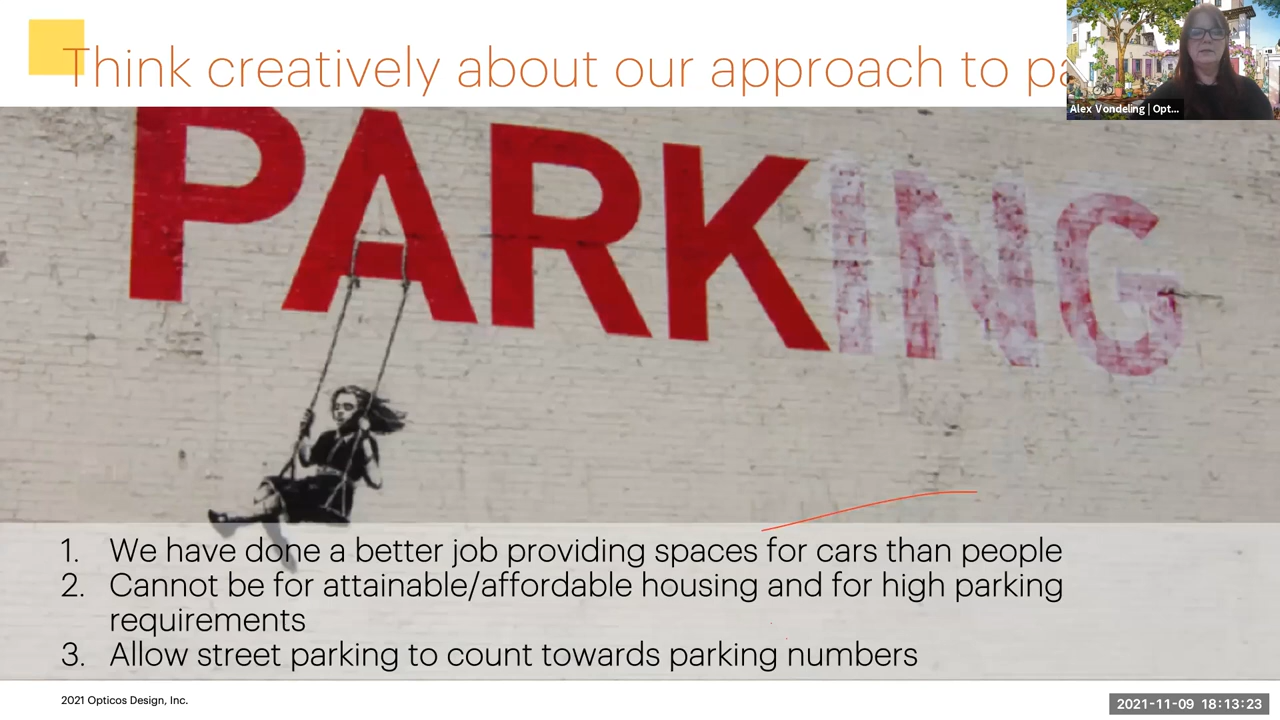 Think creatively about our approach to
Alex Vondeling | Opt...
PARKING
1. We have done a better job providing spaces for cars than people
2. Cannot be for attainable/affordable housing and for high parking
requirements
3. Allow street parking to count towards parking numbers
2021 Opticos Design, Inc.
2021-11-09 18:13:23